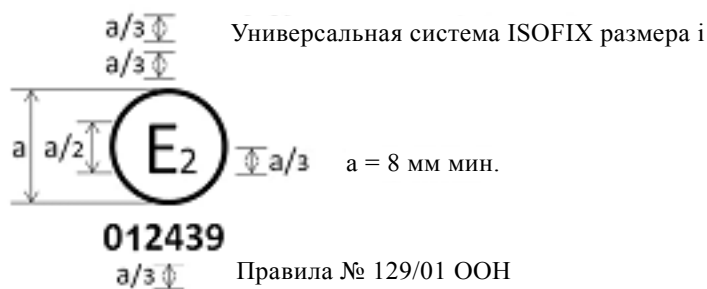 a/3 Универсальная система ISOFIX размера i
a/3
a a/2 E2 a/3 a = 8 мм мин.
012439
a/3 Правила № 129/01 ООН